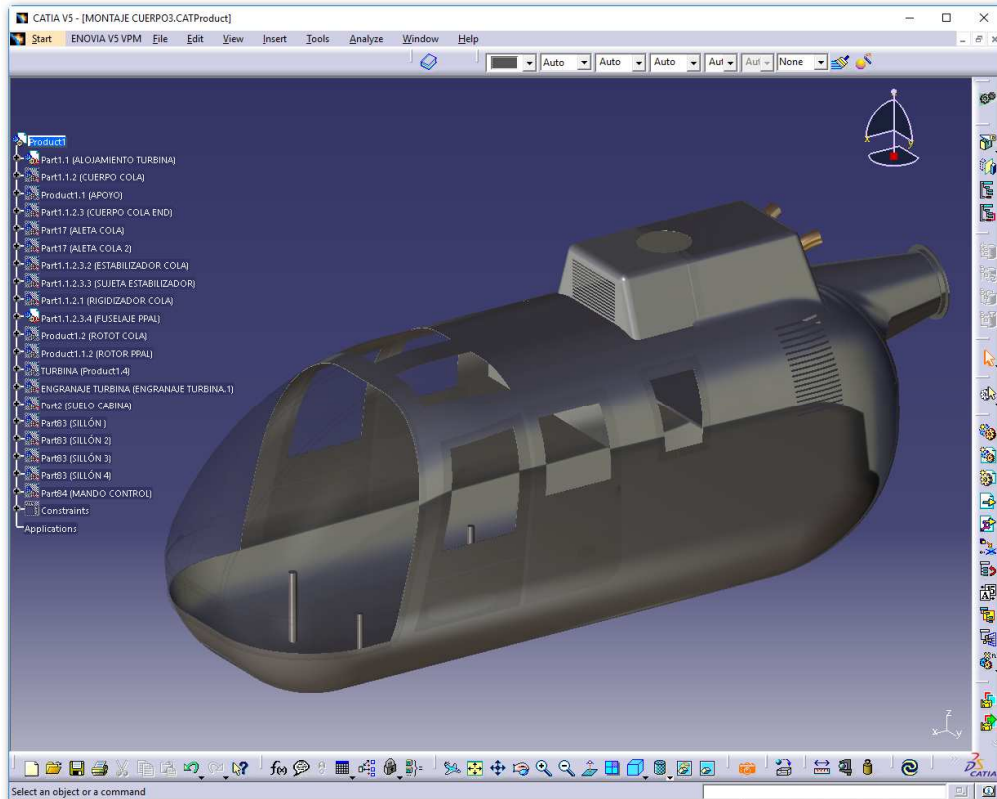 CATIA V5 - [MONTAJE CUERPO3.CATProduct]
Start ENOVIA V5 VPM File Edit View Insert Tools Analyze Window Help
Auto Auto Auto Aut Aut None
Product1
Part1.1 (ALOJAMIENTO TURBINA)
Part1.1.2 (CUERPO COLA)
Product1.1 (APOYO)
Part1.1.2.3 (CUERPO COLA END)
Part17 (ALETA COLA)
Part17 (ALETA COLA 2)
Part1.1.2.3.2 (ESTABILIZADOR COLA)
Part1.1.2.3.3 (SUJETA ESTABILIZADOR)
Part1.1.2.1 (RIGIDIZADOR COLA)
Part1.1.2.3.4 (FUSELAJE PPAL)
Product1.2 (ROTOT COLA)
Product1.1.2 (ROTOR PPAL)
TURBINA (Product1.4)
ENGRANAJE TURBINA (ENGRANAJE TURBINA.1)
Part2 (SUELO CABINA)
Part83 (SILLÓN )
Part83 (SILLÓN 2)
Part83 (SILLÓN 3)
Part83 (SILLÓN 4)
Part84 (MANDO CONTROL)
Constraints
Applications
z
x y
f(x)
CATIA
Select an object or a command